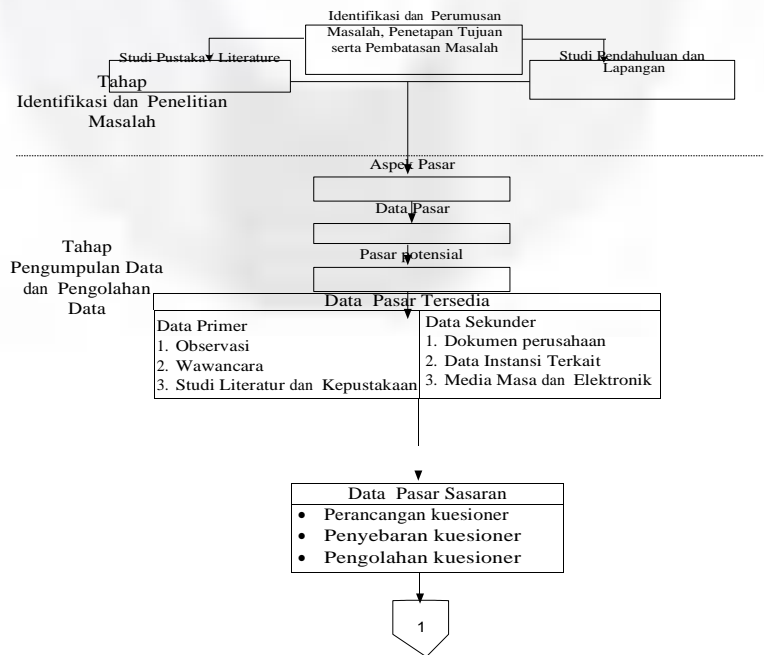 Identifikasi dan Perumusan
Masalah, Penetapan Tujuan
serta Pembatasan Masalah
Studi Pustaka Literature
Studi Pendahuluan dan
Lapangan
Tahap
Identifikasi dan Penelitian
Masalah
Aspek Pasar
Data Pasar
Pasar potensial
Tahap
Pengumpulan Data
dan Pengolahan
Data
Data Pasar Tersedia
Data Primer
1. Observasi
2. Wawancara
3. Studi Literatur dan Kepustakaan
Data Sekunder
1. Dokumen perusahaan
2. Data Instansi Terkait
3. Media Masa dan Elektronik
Data Pasar Sasaran
• Perancangan kuesioner
• Penyebaran kuesioner
• Pengolahan kuesioner
1